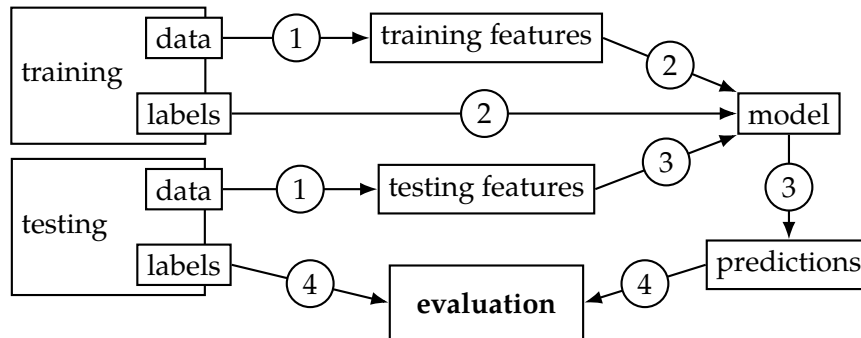 data
1
training features
training
2
labels
2
model
data
1
testing features
3
3
testing
labels
4
evaluation
4
predictions